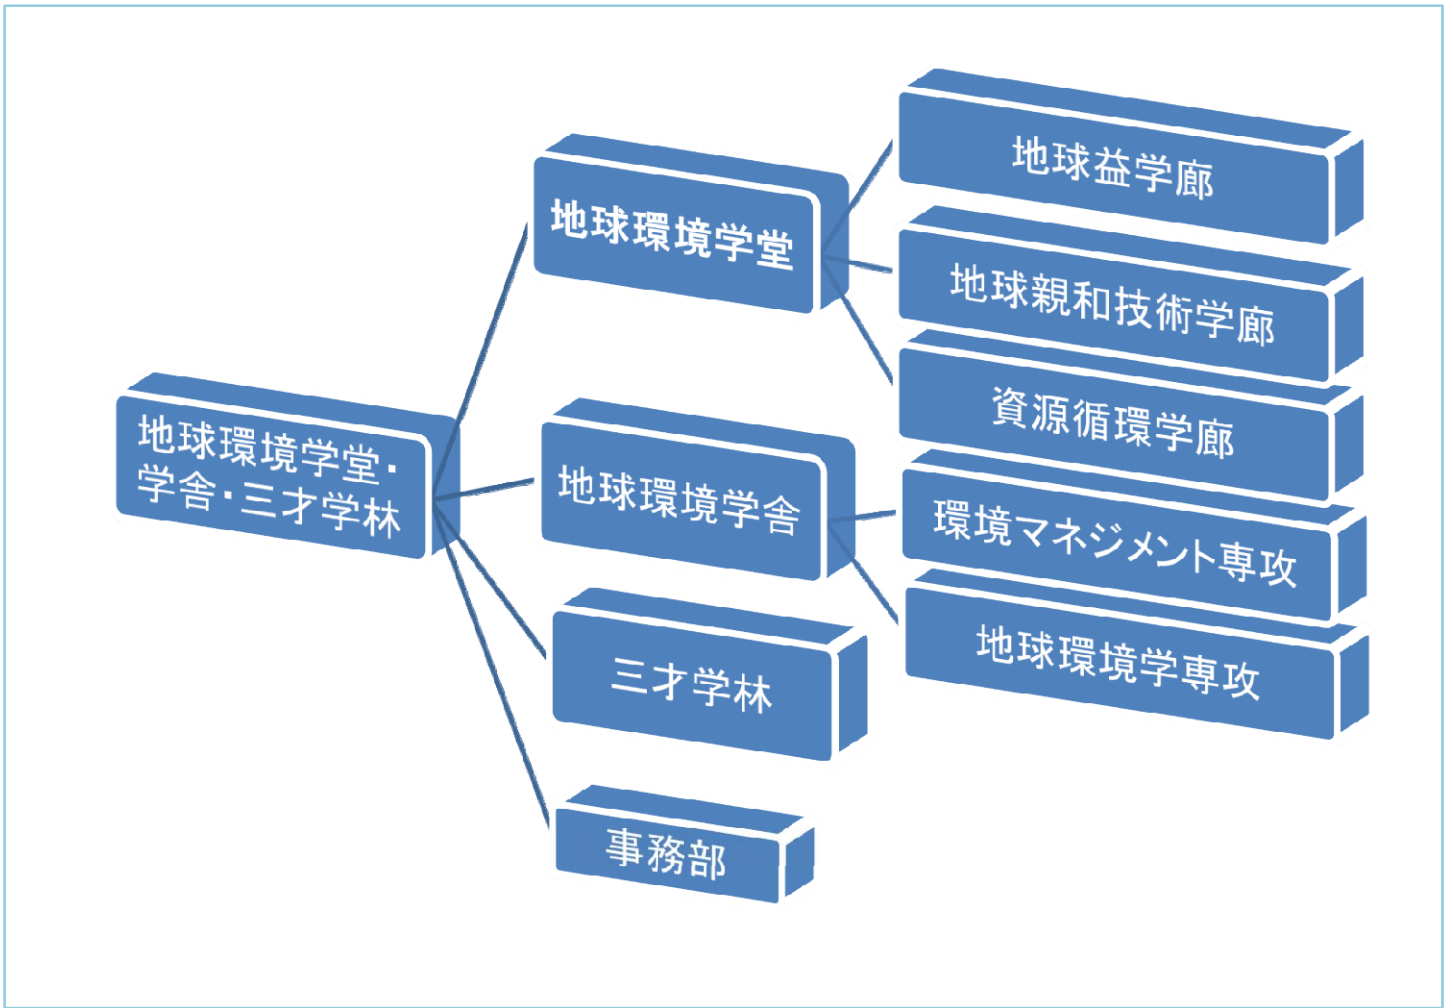 地球環境学堂・
学舎・三才学林
地球環境学堂
地球益学廊
地球親和技術学廊
資源循環学廊
地球環境学舎
環境マネジメント専攻
地球環境学専攻
三才学林
事務部